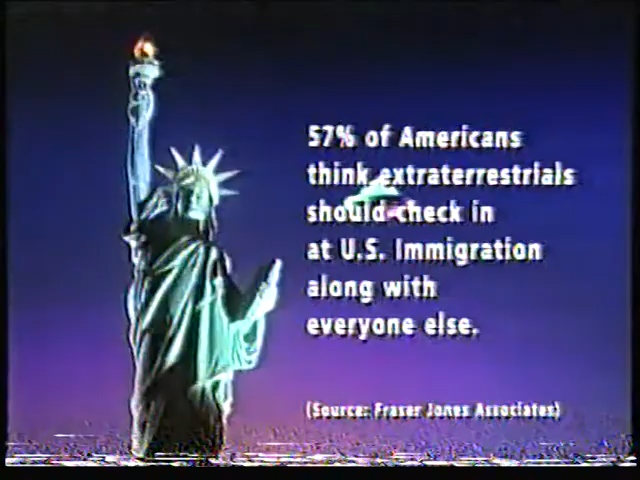 57% of Americans
think extraterrestrials
should check in
at U.S. Immigration
along with
everyone else.
(Source: Fraser Jones Associates)